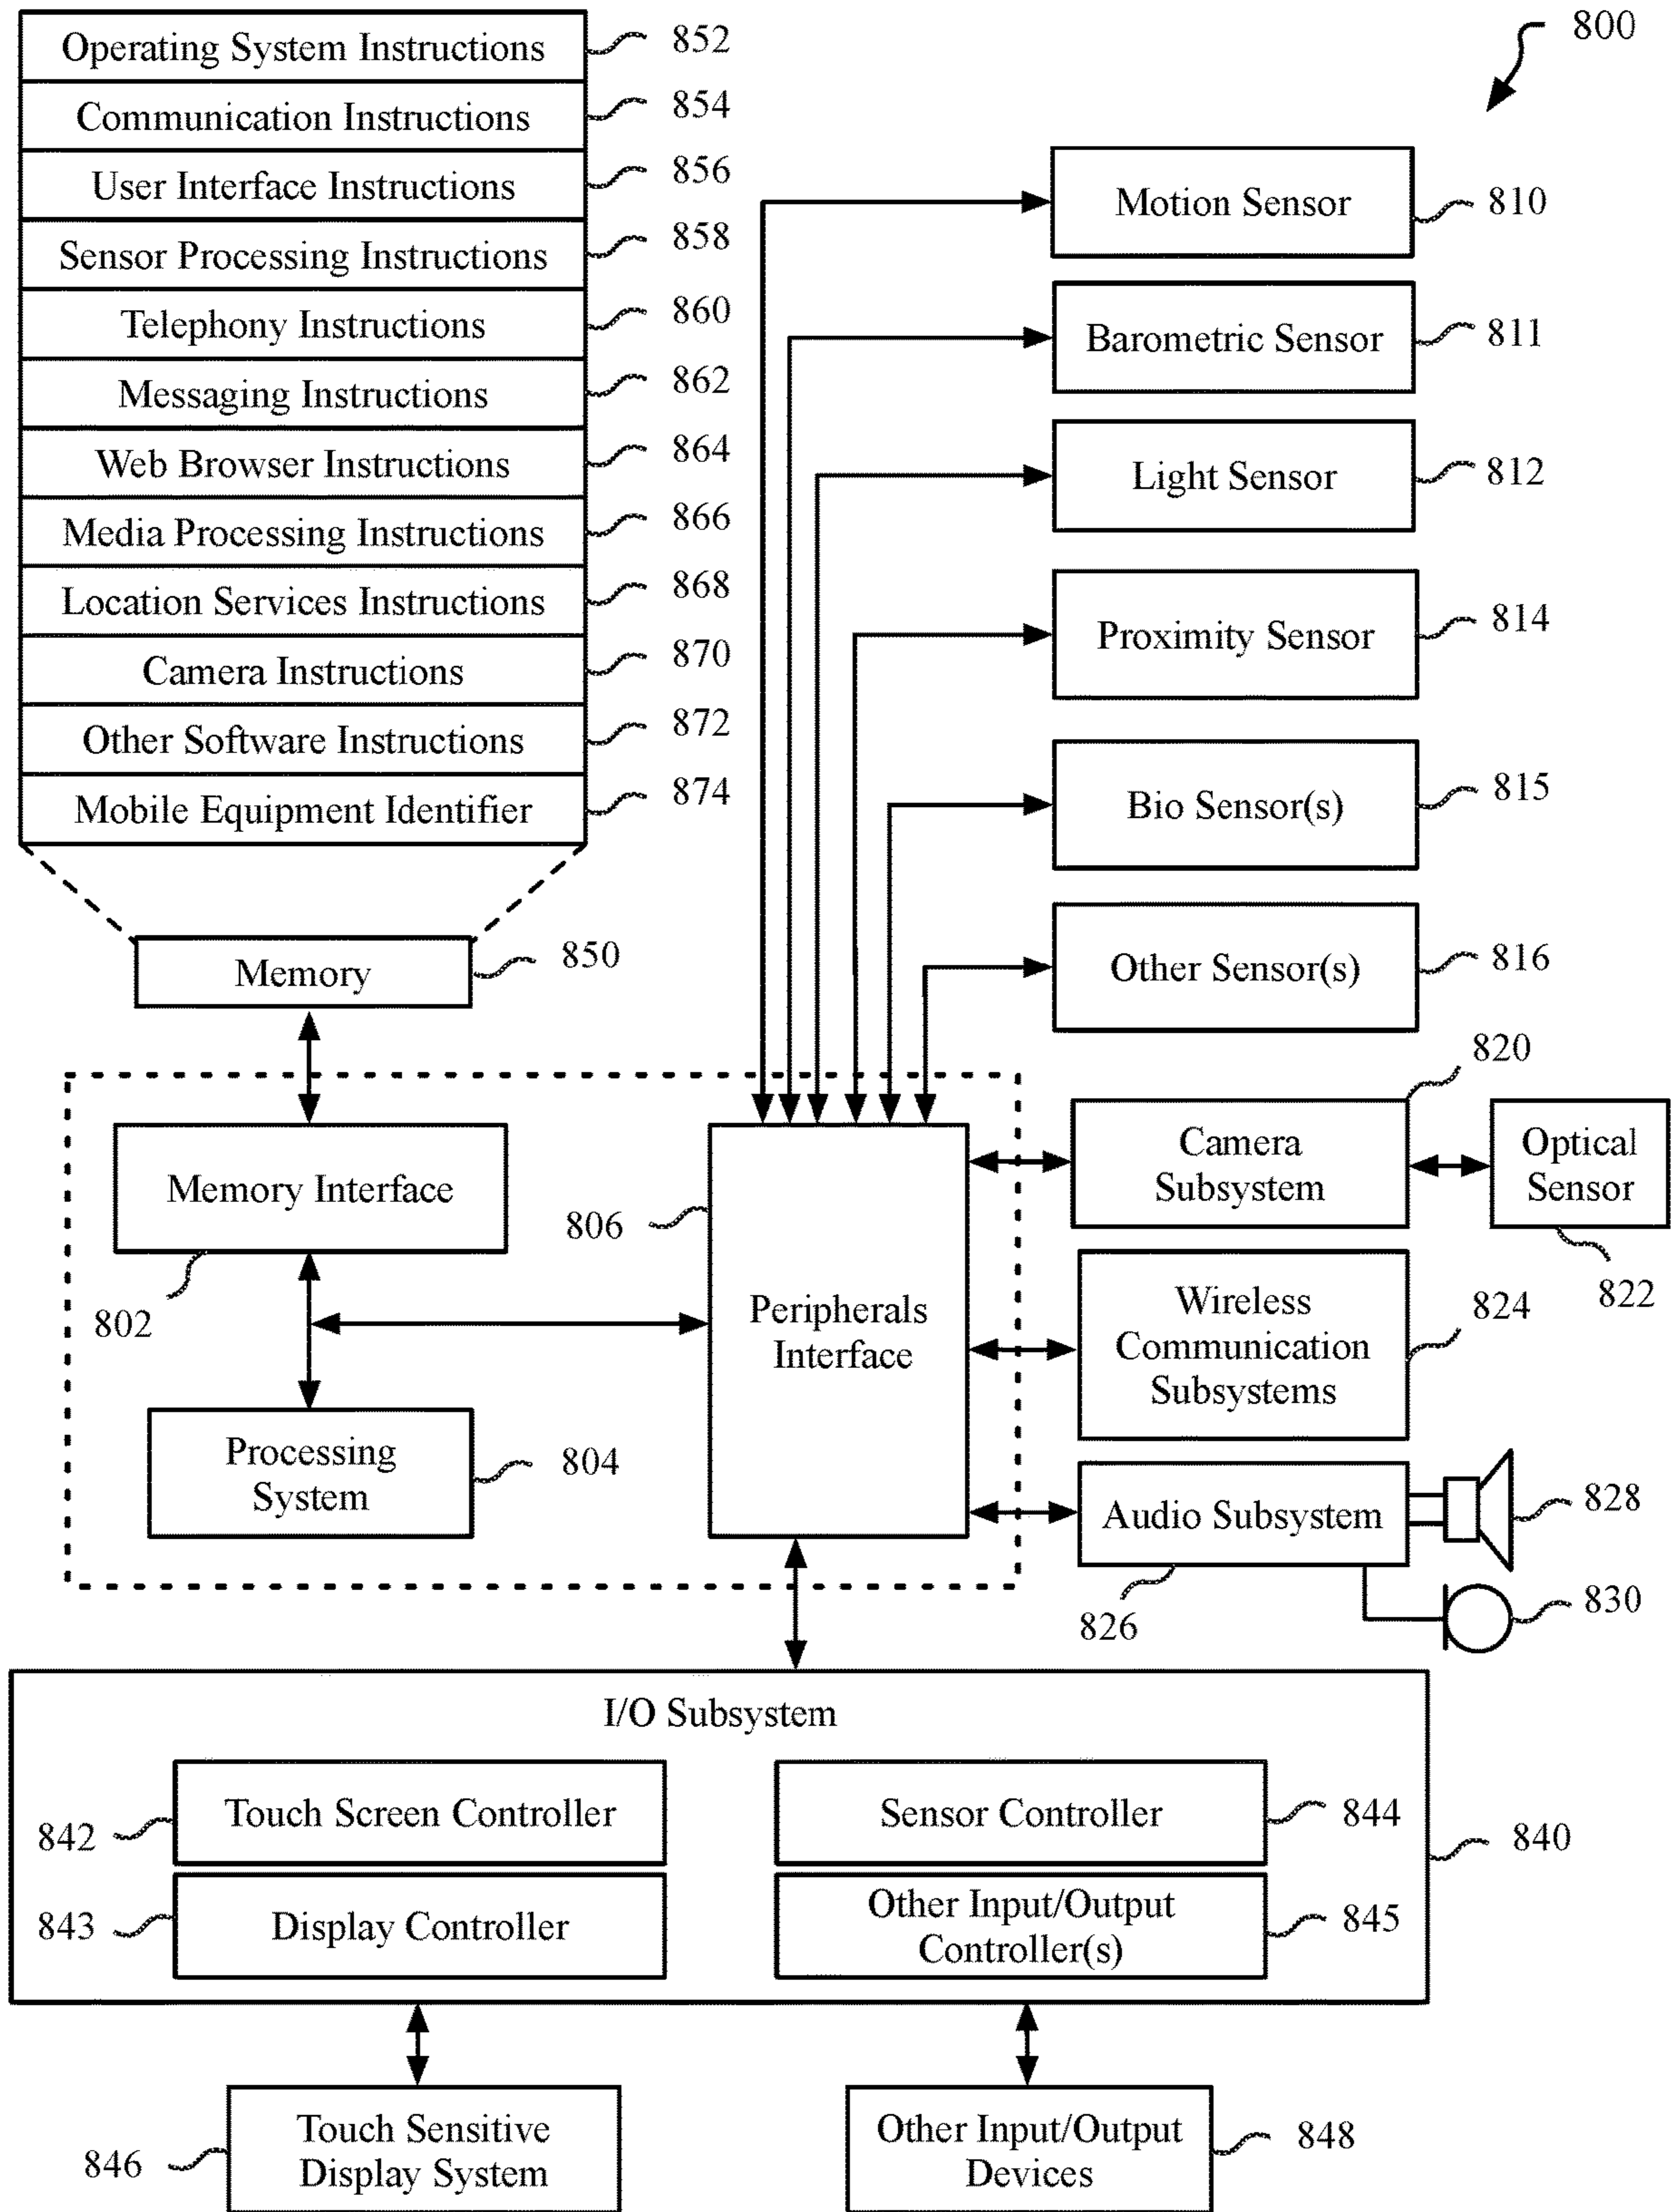 800
Operating System Instructions
852
Communication Instructions
854
User Interface Instructions
856
Sensor Processing Instructions
858
Telephony Instructions
860
Messaging Instructions
862
Web Browser Instructions
864
Media Processing Instructions
866
Location Services Instructions
868
Camera Instructions
870
Other Software Instructions
872
Mobile Equipment Identifier
874
Memory
850
Motion Sensor
810
Barometric Sensor
811
Light Sensor
812
Proximity Sensor
814
Bio Sensor(s)
815
Other Sensor(s)
816
Memory Interface
802
Processing
System
804
806
Peripherals
Interface
820
Camera
Subsystem
Optical
Sensor
822
Wireless
Communication
Subsystems
824
Audio Subsystem
826
828
830
I/O Subsystem
840
Touch Screen Controller
842
Display Controller
843
Sensor Controller
844
Other Input/Output
Controller(s)
845
Touch Sensitive
Display System
846
Other Input/Output
Devices
848